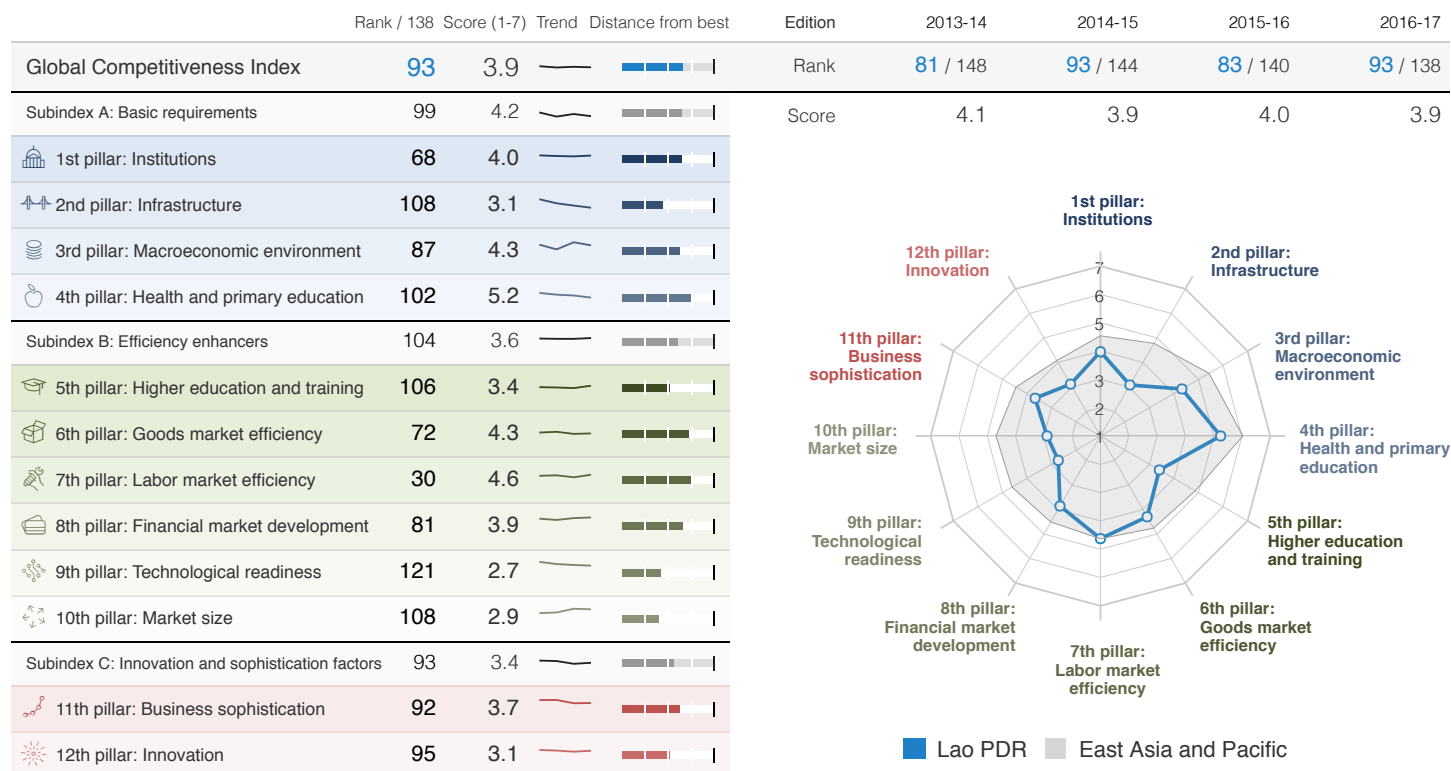 Rank / 138 Score (1-7) Trend Distance from best
Global Competitiveness Index 93 3.9
Subindex A: Basic requirements 99 4.2
1st pillar: Institutions 68 4.0
2nd pillar: Infrastructure 108 3.1
3rd pillar: Macroeconomic environment 87 4.3
4th pillar: Health and primary education 102 5.2
Subindex B: Efficiency enhancers 104 3.6
5th pillar: Higher education and training 106 3.4
6th pillar: Goods market efficiency 72 4.3
7th pillar: Labor market efficiency 30 4.6
8th pillar: Financial market development 81 3.9
9th pillar: Technological readiness 121 2.7
10th pillar: Market size 108 2.9
Subindex C: Innovation and sophistication factors 93 3.4
11th pillar: Business sophistication 92 3.7
12th pillar: Innovation 95 3.1
Edition 2013-14 2014-15 2015-16 2016-17
Rank 81 / 148 93 / 144 83 / 140 93 / 138
Score 4.1 3.9 4.0 3.9
1st pillar:
Institutions
2nd pillar:
Infrastructure
3rd pillar:
Macroeconomic
environment
4th pillar:
Health and primary
education
5th pillar:
Higher education
and training
6th pillar:
Goods market
efficiency
7th pillar:
Labor market
efficiency
8th pillar:
Financial market
development
9th pillar:
Technological
readiness
10th pillar:
Market size
11th pillar:
Business
sophistication
12th pillar:
Innovation
7
6
5
3
2
1
Lao PDR East Asia and Pacific